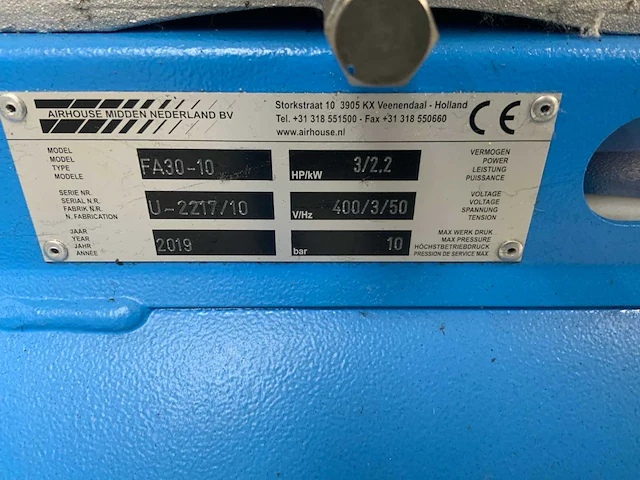 AIRHOUSE MIDDEN NEDERLAND BV
Storkstraat 10 3905 KX Veenendaal - Holland
Tel. +31 318 551500 - Fax +31 318 550660
www.airhouse.nl
CE
MODEL
MODEL
TYPE
MODELE
FA30-10
HP/kW
3/2,2
VERMOGEN
POWER
LEISTUNG
PUISSANCE
SERIE NR.
SERIAL N.R.
FABRIK N.R.
N. FABRICATION
U-2217/10
V/Hz
400/3/50
VOLTAGE
VOLTAGE
SPANNUNG
TENSION
JAAR
YEAR
JAHR
ANNÉE
2019
bar
10
MAX WERK DRUK
MAX PRESSURE
HÖCHSTBETRIEBDRUCK
PRESSION DE SERVICE MAX